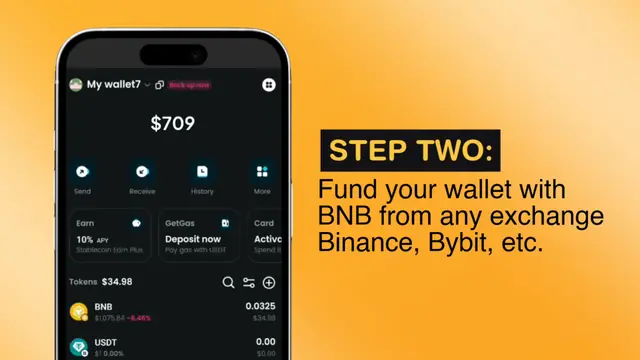 My wallet7
Back up now
$709
Send
Receive
History
More
Earn
10% APY
Stablecoin Earn Plus
GetGas
Deposit now
Pay gas with USDT
Card
Spend
Tokens $34.98
BNB
0.0325
$1,075.84 -8.46%
$34.98
USDT
0.00
$1 0.00%
$0.00
STEP TWO:
Fund your wallet with
BNB from any exchange
Binance, Bybit, etc.